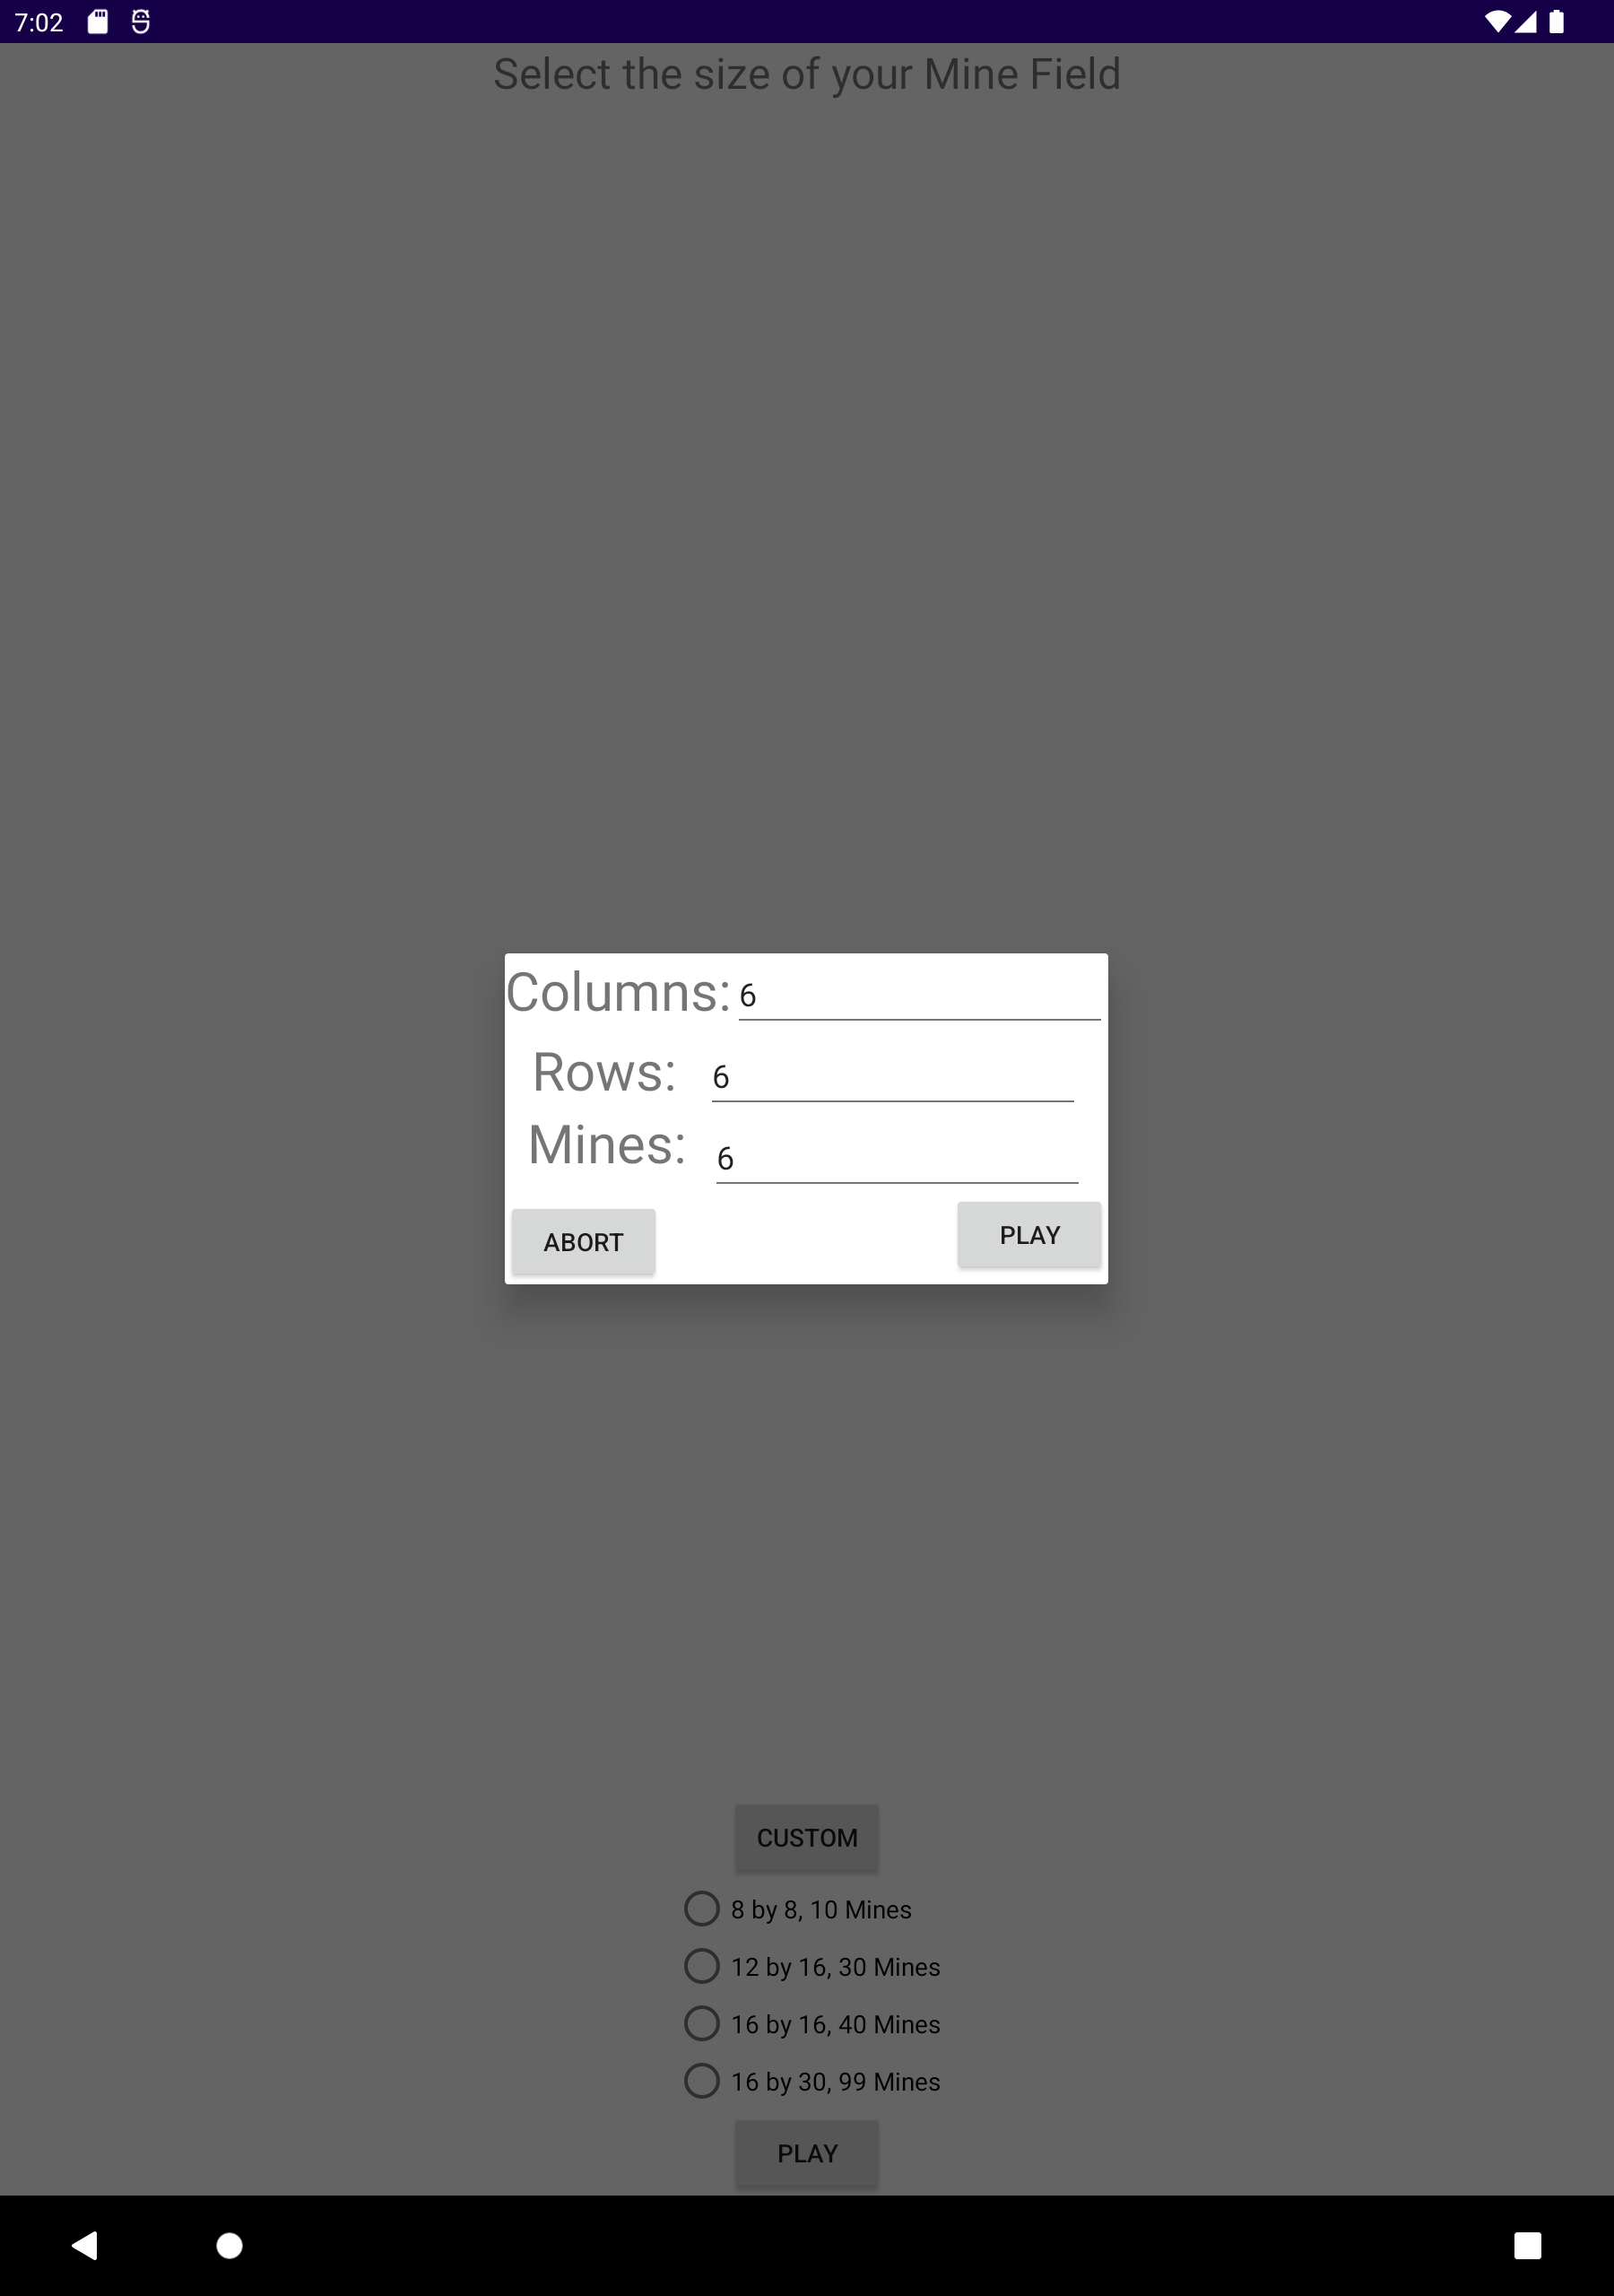 7:02
Select the size of your Mine Field
Columns: 6
Rows: 6
Mines: 6
ABORT PLAY
CUSTOM
8 by 8, 10 Mines
12 by 16, 30 Mines
16 by 16, 40 Mines
16 by 30, 99 Mines
PLAY